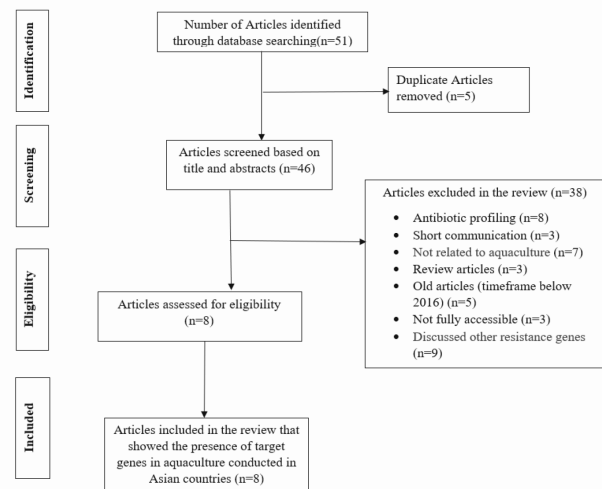 Identification
Number of Articles identified
through database searching(n=51)
Duplicate Articles
removed (n=5)
Screening
Articles screened based on
title and abstracts (n=46)
Articles excluded in the review (n=38)
• Antibiotic profiling (n=8)
• Short communication (n=3)
• Not related to aquaculture (n=7)
• Review articles (n=3)
• Old articles (timeframe below
2016) (n=5)
• Not fully accessible (n=3)
• Discussed other resistance genes
(n=9)
Eligibility
Articles assessed for eligibility
(n=8)
Included
Articles included in the review that
showed the presence of target
genes in aquaculture conducted in
Asian countries (n=8)